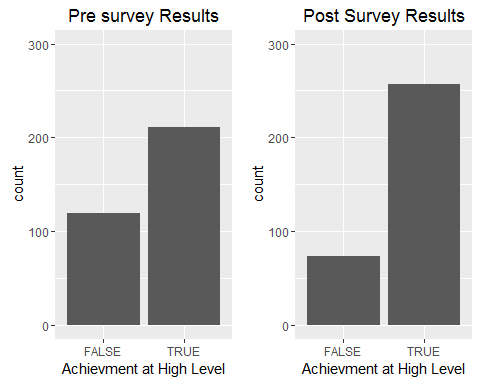 Pre survey Results
300
200
100
0
count
FALSE TRUE
Achievment at High Level
Post Survey Results
300
200
100
0
count
FALSE TRUE
Achievment at High Level